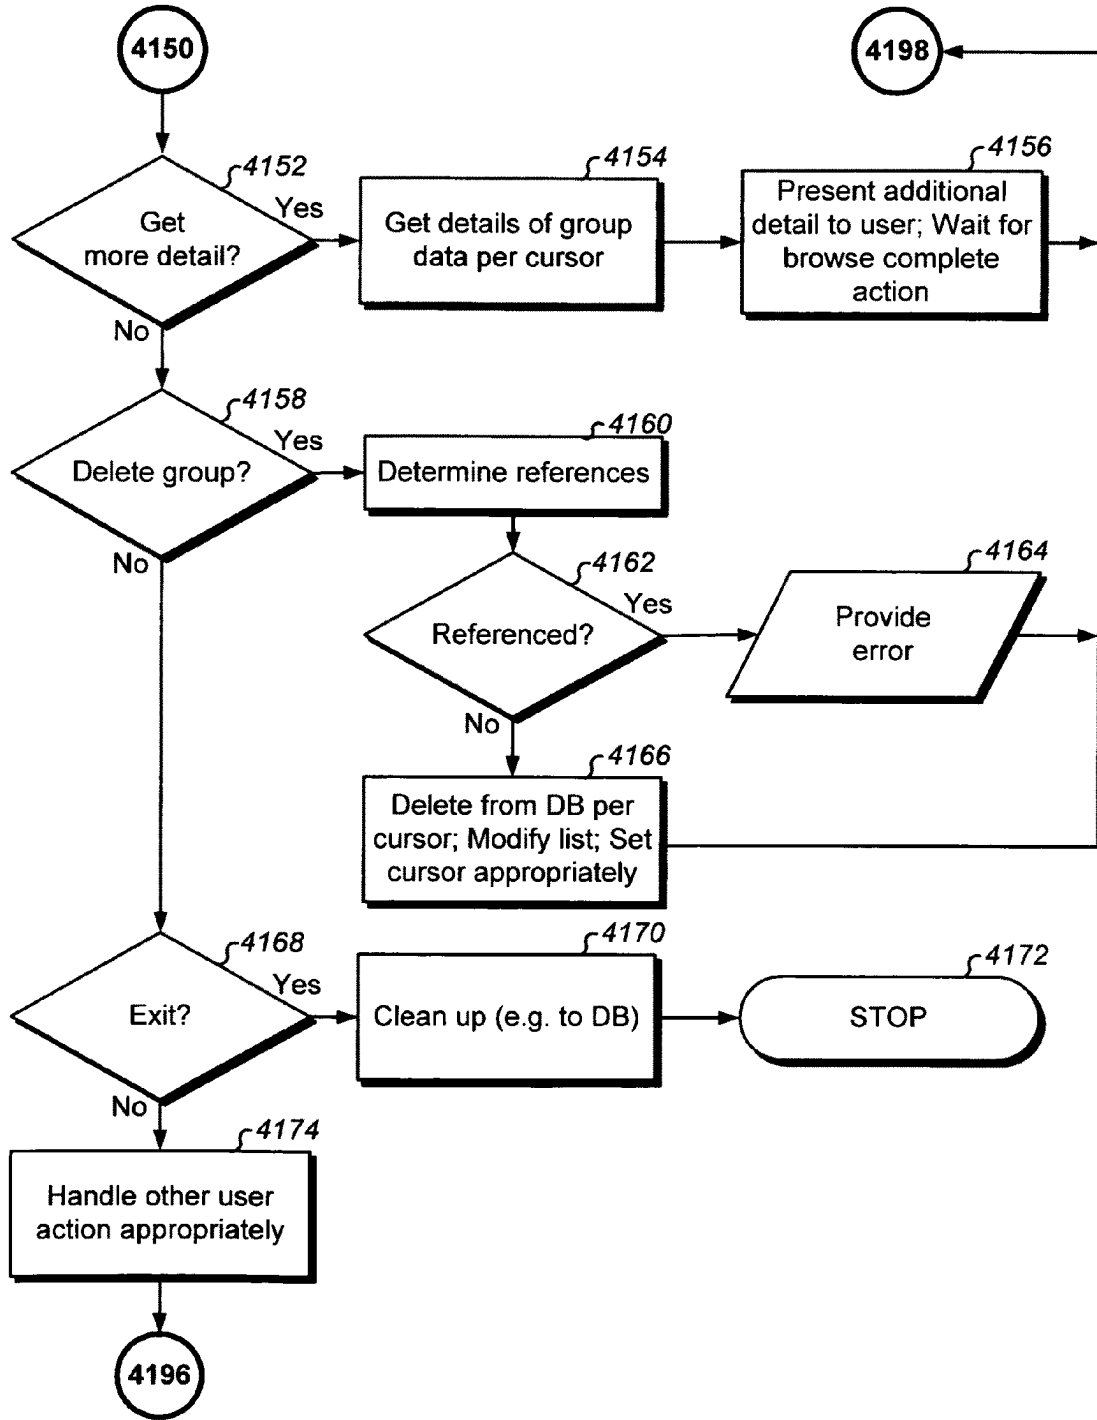 4150
4198
4152
Yes
Get
more detail?
No
4154
Get details of group
data per cursor
4156
Present additional
detail to user; Wait for
browse complete
action
4158
Yes
Delete group?
No
4160
Determine references
4162
Yes
Referenced?
No
4164
Provide
error
4166
Delete from DB per
cursor; Modify list; Set
cursor appropriately
4168
Yes
Exit?
No
4170
Clean up (e.g. to DB)
4172
STOP
4174
Handle other user
action appropriately
4196